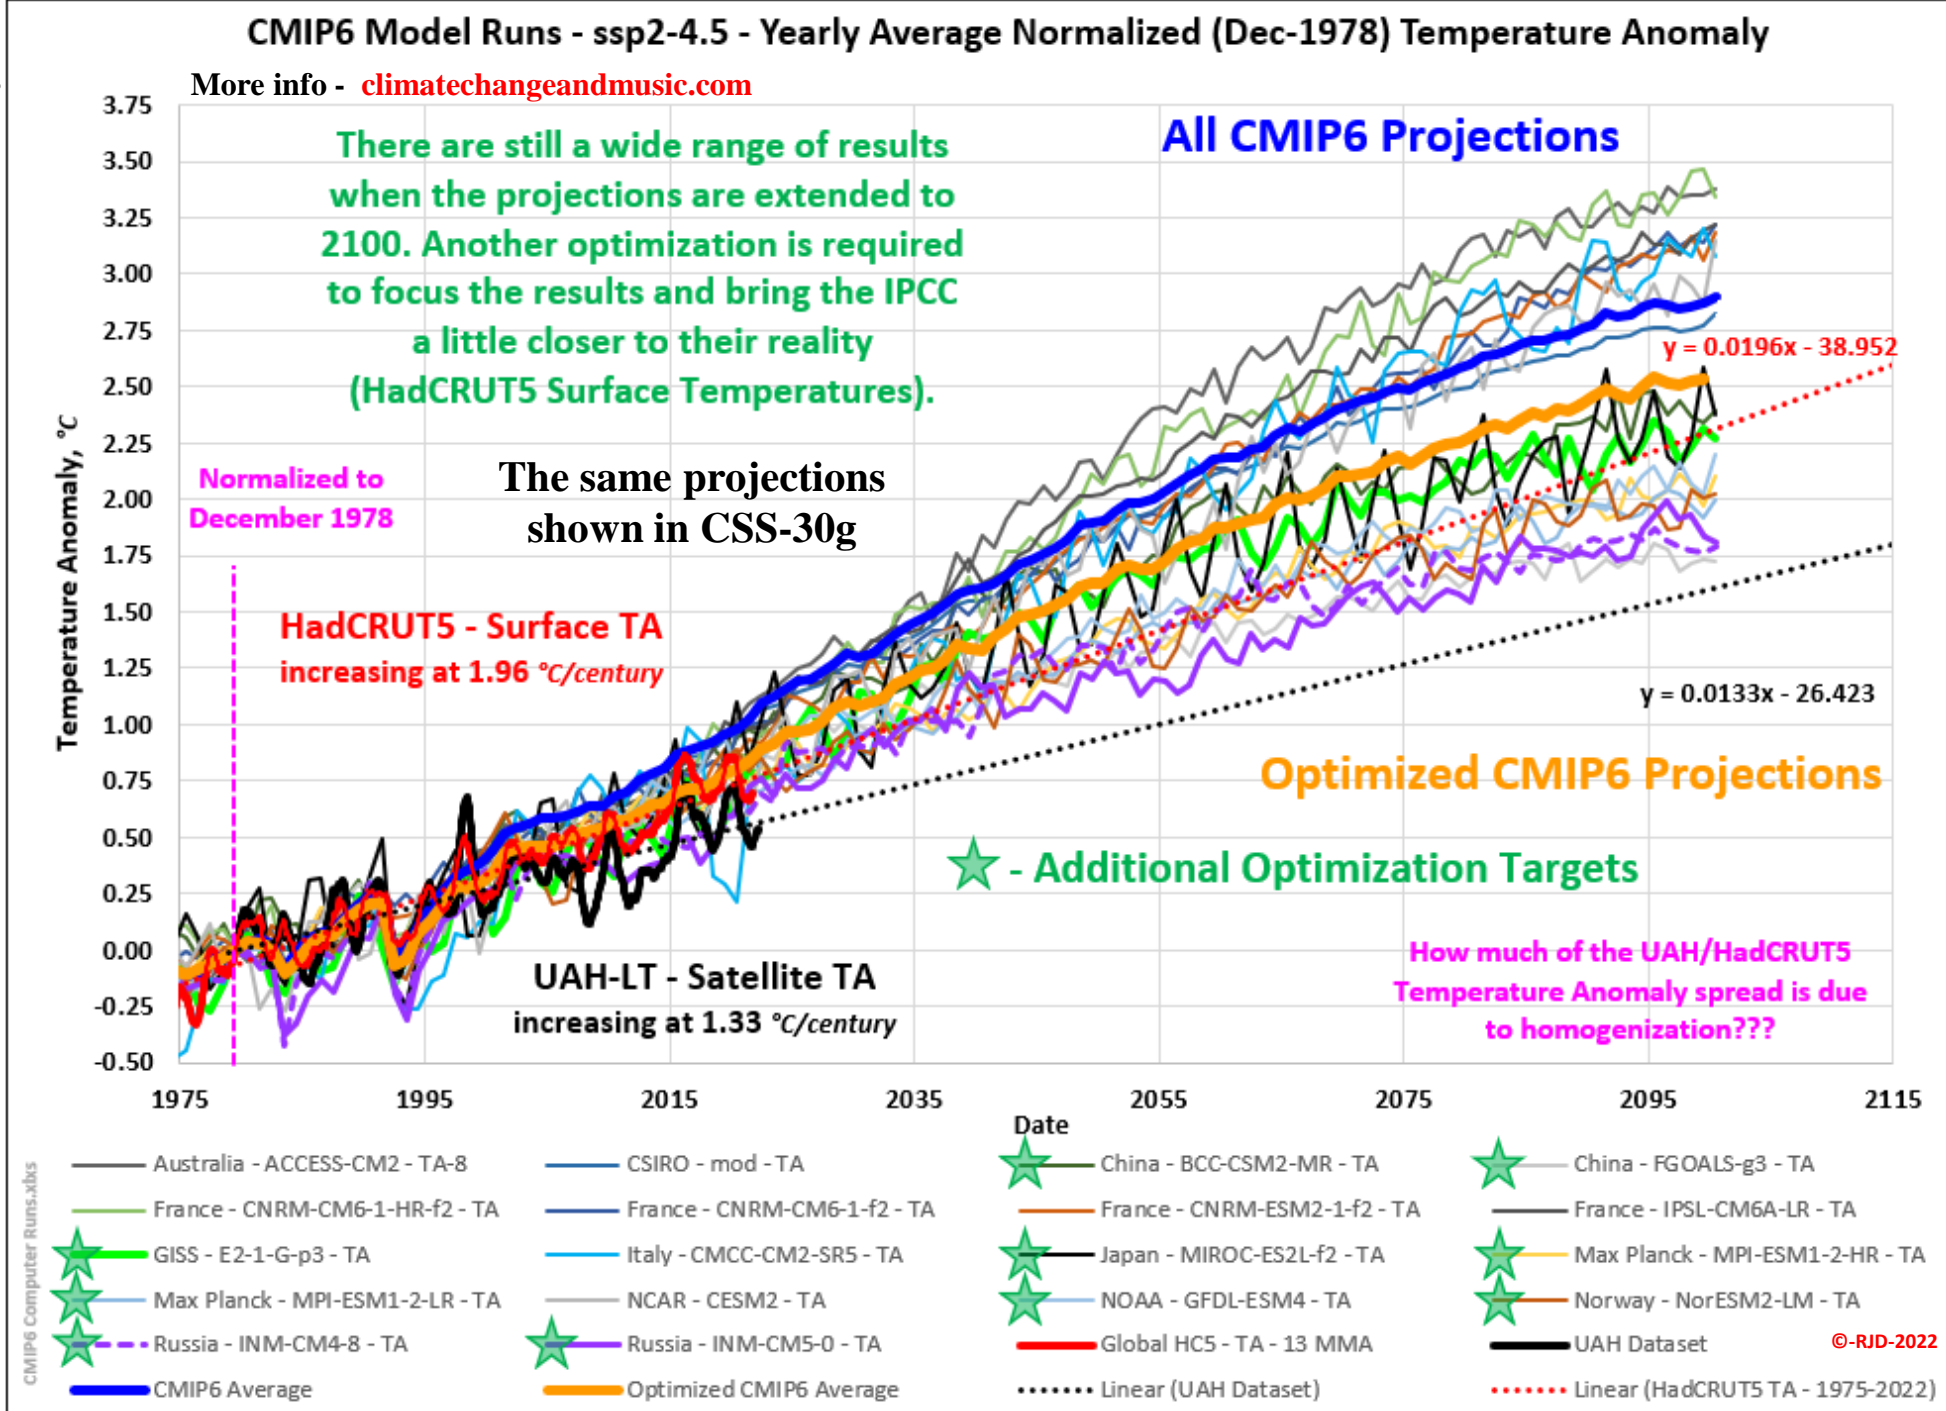 CMIP6 Model Runs - ssp2-4.5 - Yearly Average Normalized (Dec-1978) Temperature Anomaly
More info - climatechangeandmusic.com
There are still a wide range of results
when the projections are extended to
2100. Another optimization is required
to focus the results and bring the IPCC
a little closer to their reality
(HadCRUT5 Surface Temperatures).
All CMIP6 Projections
y = 0.0196x - 38.952
Normalized to
December 1978
The same projections
shown in CSS-30g
HadCRUT5 - Surface TA
increasing at 1.96 °C/century
y = 0.0133x - 26.423
Optimized CMIP6 Projections
- Additional Optimization Targets
UAH-LT - Satellite TA
increasing at 1.33 °C/century
How much of the UAH/HadCRUT5
Temperature Anomaly spread is due
to homogenization???
Temperature Anomaly, °C
3.75
3.50
3.25
3.00
2.75
2.50
2.25
2.00
1.75
1.50
1.25
1.00
0.75
0.50
0.25
0.00
-0.25
-0.50
1975 1995 2015 2035 2055 2075 2095 2115
Date
Australia - ACCESS-CM2 - TA-8 CSIRO - mod - TA China - BCC-CSM2-MR - TA China - FGOALS-g3 - TA
France - CNRM-CM6-1-HR-f2 - TA France - CNRM-CM6-1-f2 - TA France - CNRM-ESM2-1-f2 - TA France - IPSL-CM6A-LR - TA
GISS - E2-1-G-p3 - TA Italy - CMCC-CM2-SR5 - TA Japan - MIROC-ES2L-f2 - TA Max Planck - MPI-ESM1-2-HR - TA
Max Planck - MPI-ESM1-2-LR - TA NCAR - CESM2 - TA NOAA - GFDL-ESM4 - TA Norway - NorESM2-LM - TA
Russia - INM-CM4-8 - TA Russia - INM-CM5-0 - TA Global HC5 - TA - 13 MMA UAH Dataset
CMIP6 Average Optimized CMIP6 Average Linear (UAH Dataset) Linear (HadCRUT5 TA - 1975-2022)
©-RJD-2022
CMIP6 Computer Runs.xbxs